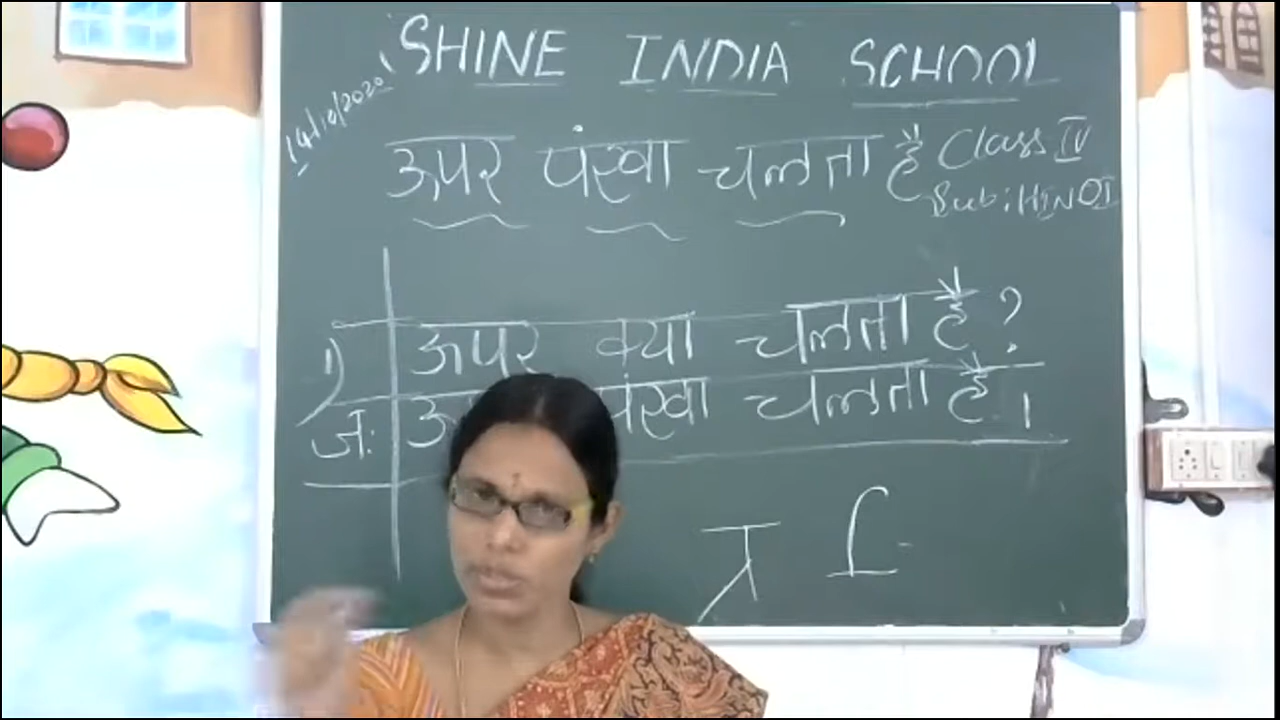 SHINE INDIA SCHOOL
14/10/2020
ऊपर पंखा चलता है
Class IV
Sub: HINDI
1) ऊपर क्या चलता है?
ज: पंखा चलता है।